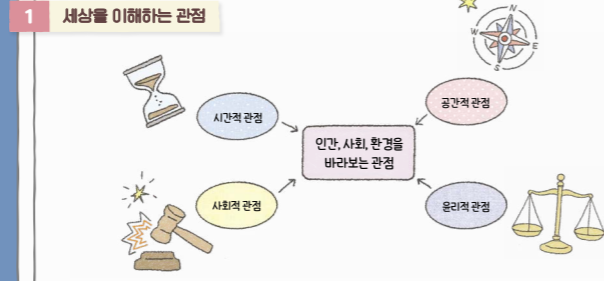 1 세상을 이해하는 관점
N
W
E
S
시간적 관점
공간적 관점
인간, 사회, 환경을
바라보는 관점
사회적 관점
윤리적 관점